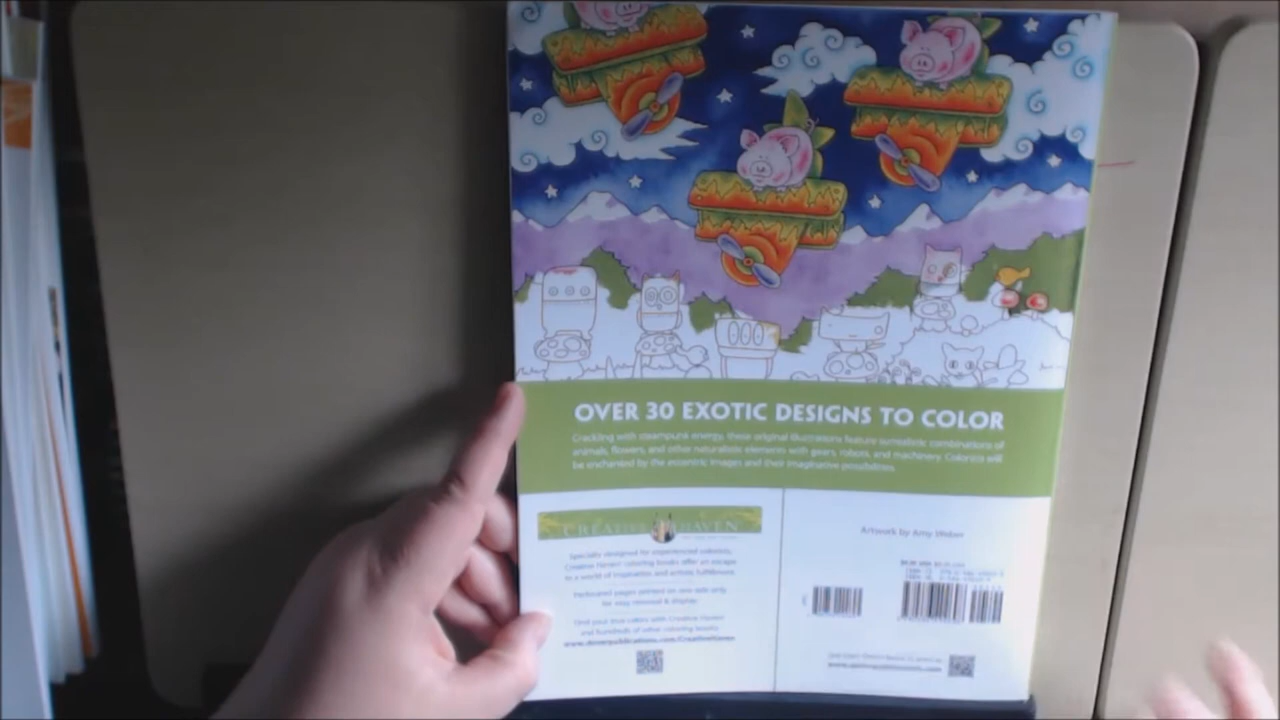 OVER 30 EXOTIC DESIGNS TO COLOR
Crackling with steampunk energy, these original illustrations feature surrealistic combinations of
animals, flowers, and other naturalistic elements with gears, robots, and machinery. Colorists will
be enchanted by the eccentric images and their imaginative possibilities.
CREATIVE HAVEN
Specially designed for experienced colorists,
Creative Haven coloring books offer an escape
to a world of inspiration and artistic fulfillment.
Perforated pages printed on one side only
for easy removal & display.
Find your true colors with Creative Haven
and hundreds of other coloring books:
www.doverpublications.com/CreativeHaven
Artwork by Amy Weber